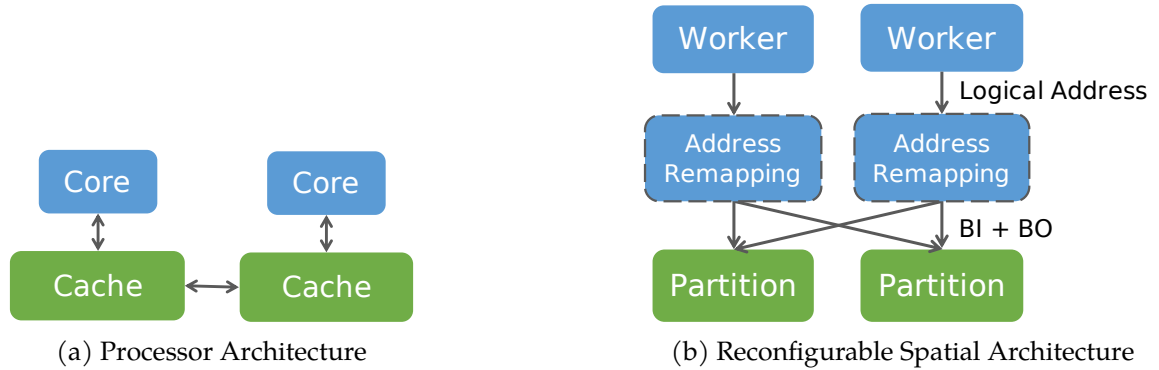 Core
Core
Cache
Cache
(a) Processor Architecture
Worker
Worker
Logical Address
Address
Remapping
Address
Remapping
BI + BO
Partition
Partition
(b) Reconfigurable Spatial Architecture